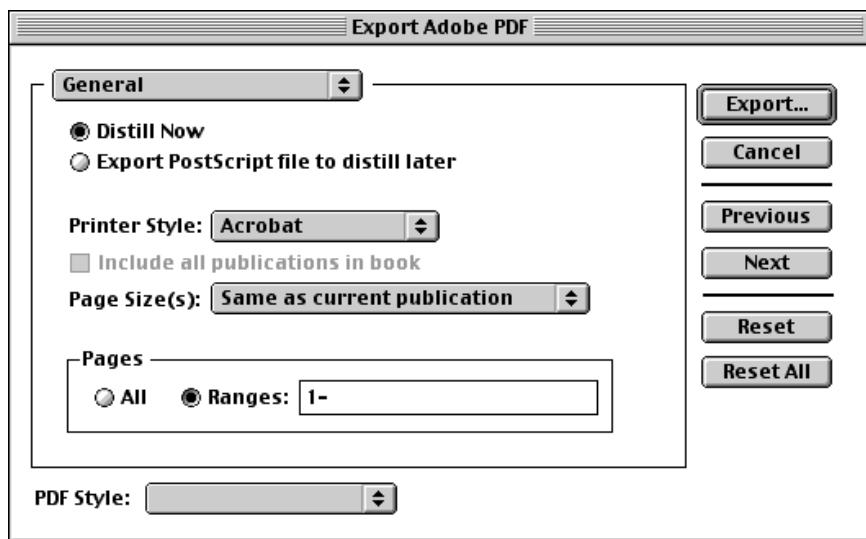 Export Adobe PDF
General
Export...
Distill Now
Export PostScript file to distill later
Cancel
Printer Style: Acrobat
Previous
Include all publications in book
Next
Page Size(s): Same as current publication
Reset
Pages
Reset All
All Ranges: 1-
PDF Style: